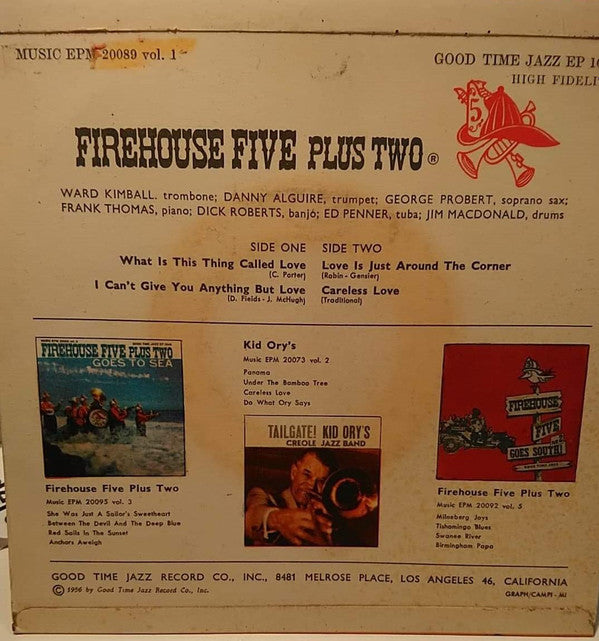 MUSIC EPM 20089 vol. 1
GOOD TIME JAZZ EP
HIGH FIDELI
5
FIREHOUSE FIVE PLUS TWO ®
WARD KIMBALL. trombone; DANNY ALGUIRE, trumpet; GEORGE PROBERT, soprano sax;
FRANK THOMAS, piano; DICK ROBERTS, banjo; ED PENNER, tuba; JIM MACDONALD, drums
SIDE ONE
What Is This Thing Called Love
(C. Porter)
I Can't Give You Anything But Love
(D. Fields - J. McHugh)
SIDE TWO
Love Is Just Around The Corner
(Robin - Gensier)
Careless Love
(Traditional)
FIREHOUSE FIVE PLUS TWO
GOES TO SEA
Firehouse Five Plus Two
Music EPM 20093 vol. 3
She Was Just A Sailor's Sweetheart
Between The Devil And The Deep Blue
Red Sails In The Sunset
Anchors Aweigh
Kid Ory's
Music EPM 20073 vol. 2
Panama
Under The Bamboo Tree
Careless Love
Do What Ory Says
TAILGATE! KID ORY'S
CREOLE JAZZ BAND
FIREHOUSE
FIVE
GOES SOUTH!
Firehouse Five Plus Two
Music EPM 20092 vol. 5
Milneberg Joys
Tishomingo Blues
Swanee River
Birmingham Papa
GOOD TIME JAZZ RECORD CO., INC., 8481 MELROSE PLACE, LOS ANGELES 46, CALIFORNIA
© 1956 by Good Time Jazz Record Co., Inc.
GRAPH/CAMPI - MI